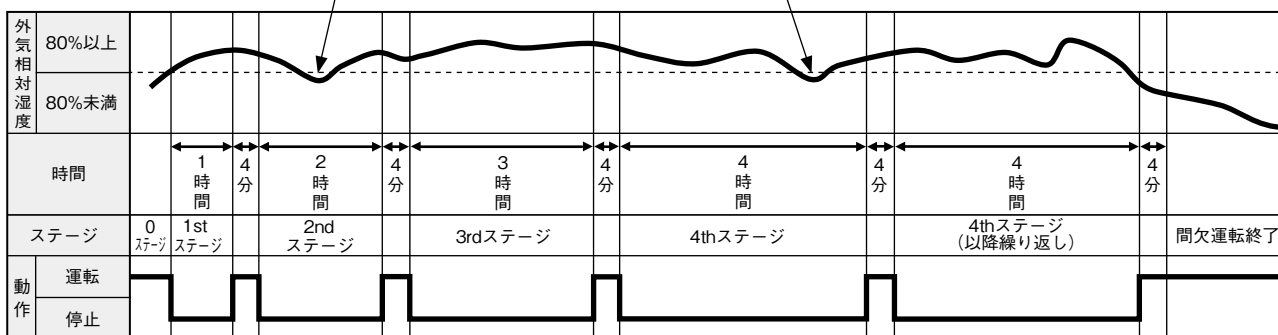 外気相対湿度
80%以上
80%未満
時間
1時間
4分
2時間
4分
3時間
4分
4時間
4分
4時間
4分
ステージ
0
ステージ
1st
ステージ
2nd
ステージ
3rdステージ
4thステージ
4thステージ
(以降繰り返し)
間欠運転終了
動作
運転
停止